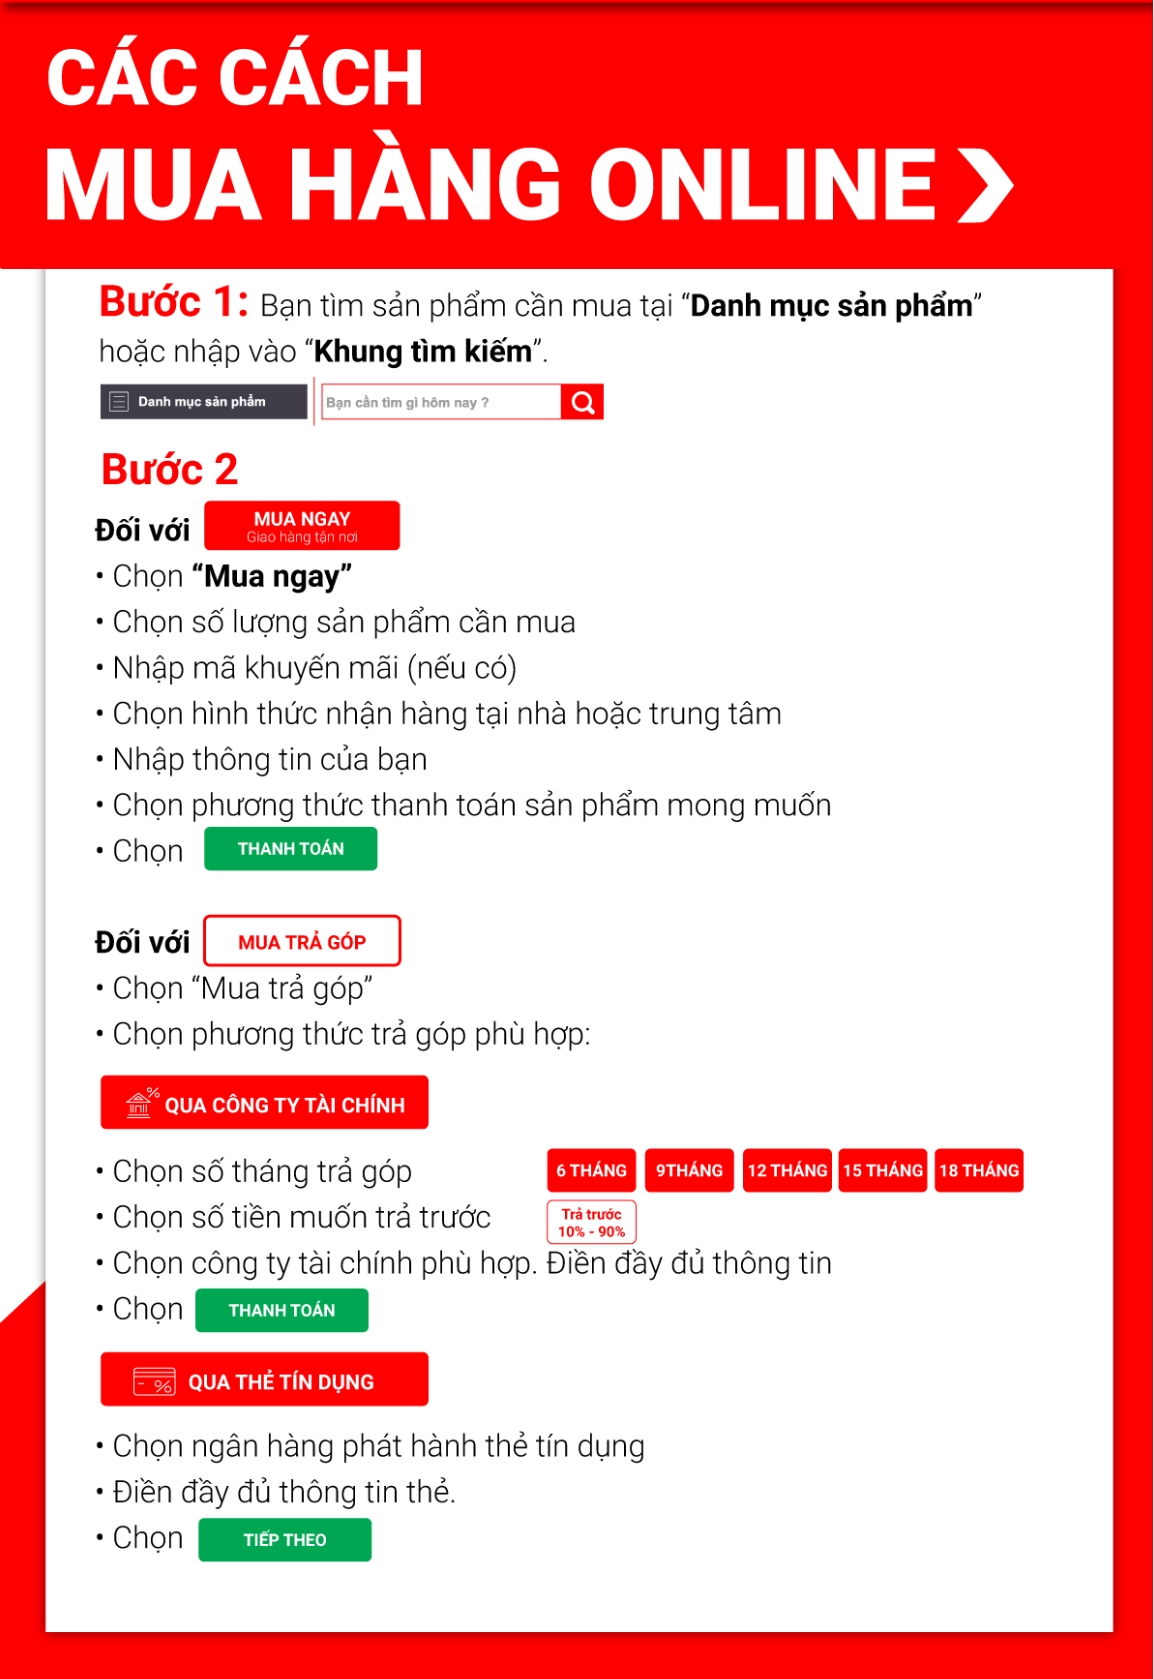 CÁC CÁCH
MUA HÀNG ONLINE
Bước 1: Bạn tìm sản phẩm cần mua tại “Danh mục sản phẩm”
hoặc nhập vào “Khung tìm kiếm”.
Danh mục sản phẩm Bạn cần tìm gì hôm nay ?
Bước 2
Đối với MUA NGAY
Giao hàng tận nơi
• Chọn “Mua ngay”
• Chọn số lượng sản phẩm cần mua
• Nhập mã khuyến mãi (nếu có)
• Chọn hình thức nhận hàng tại nhà hoặc trung tâm
• Nhập thông tin của bạn
• Chọn phương thức thanh toán sản phẩm mong muốn
• Chọn THANH TOÁN
Đối với MUA TRẢ GÓP
• Chọn “Mua trả góp”
• Chọn phương thức trả góp phù hợp:
QUA CÔNG TY TÀI CHÍNH
• Chọn số tháng trả góp 6 THÁNG 9THÁNG 12 THÁNG 15 THÁNG 18 THÁNG
• Chọn số tiền muốn trả trước Trả trước
10% - 90%
• Chọn công ty tài chính phù hợp. Điền đầy đủ thông tin
• Chọn THANH TOÁN
QUA THẺ TÍN DỤNG
• Chọn ngân hàng phát hành thẻ tín dụng
• Điền đầy đủ thông tin thẻ.
• Chọn TIẾP THEO